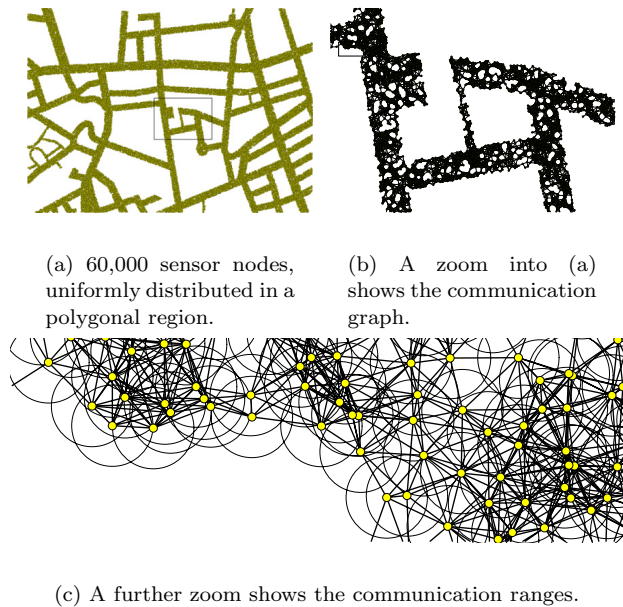 (a) 60,000 sensor nodes,
uniformly distributed in a
polygonal region.
(b) A zoom into (a)
shows the communication
graph.
(c) A further zoom shows the communication ranges.